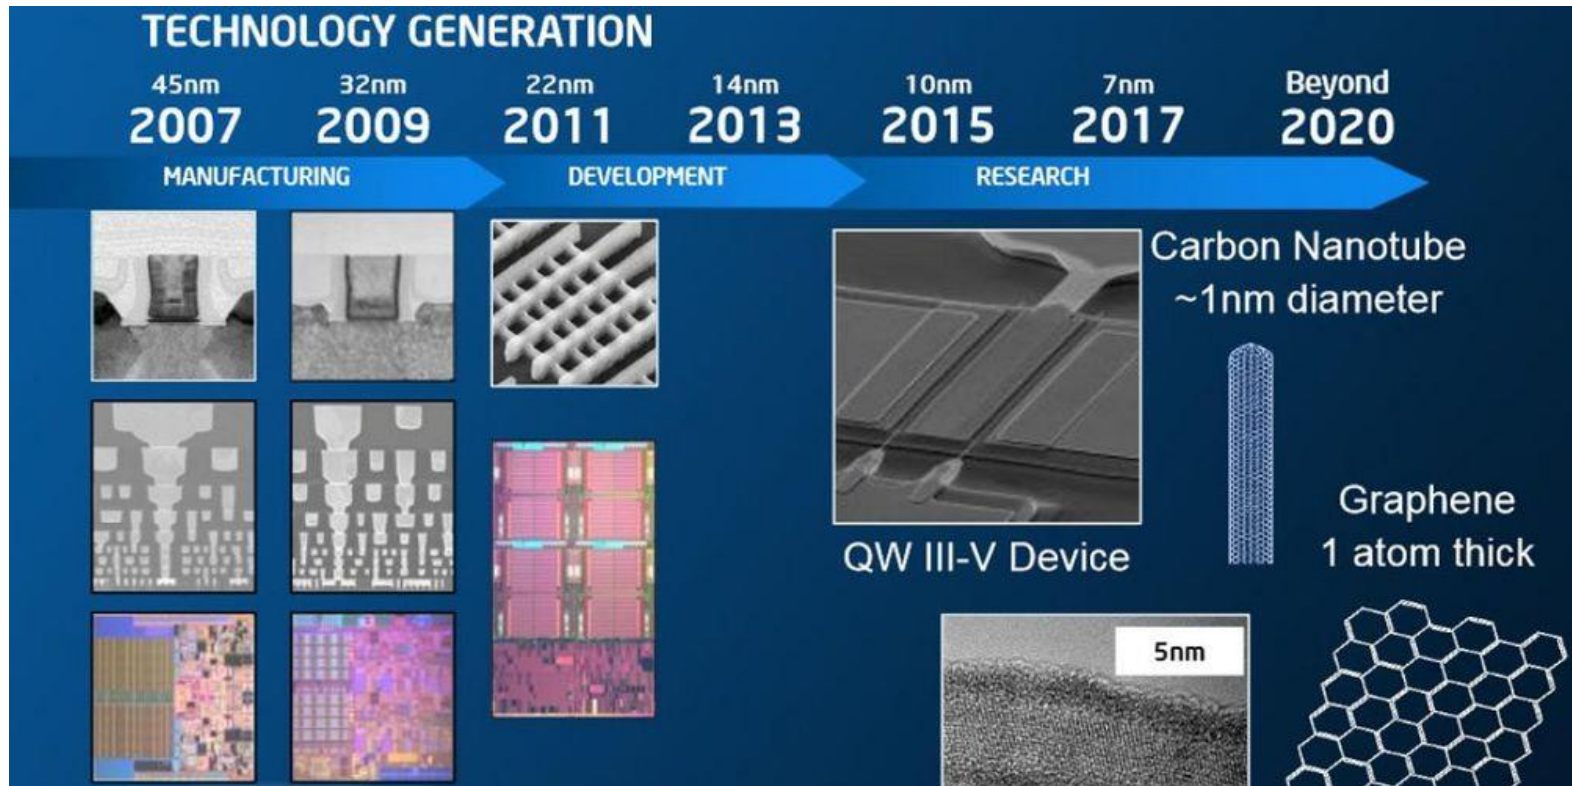 TECHNOLOGY GENERATION
45nm 32nm 22nm 14nm 10nm 7nm Beyond
2007 2009 2011 2013 2015 2017 2020
MANUFACTURING DEVELOPMENT RESEARCH
Carbon Nanotube
~1nm diameter
QW III-V Device
Graphene
1 atom thick
5nm